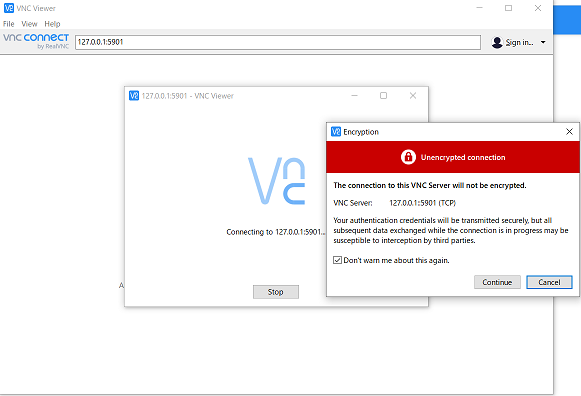 VNC Viewer
File View Help
VNC CONNECT
by RealVNC
127.0.0.1:5901
Sign in...
127.0.0.1:5901 - VNC Viewer
Connecting to 127.0.0.1:5901...
Stop
A
Encryption
Unencrypted connection
The connection to this VNC Server will not be encrypted.
VNC Server: 127.0.0.1::5901 (TCP)
Your authentication credentials will be transmitted securely, but all
subsequent data exchanged while the connection is in progress may be
susceptible to interception by third parties.
Don't warn me about this again.
Continue Cancel